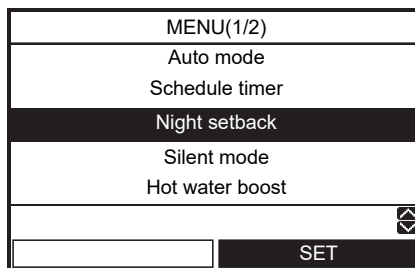 MENU(1/2)
Auto mode
Schedule timer
Night setback
Silent mode
Hot water boost
SET